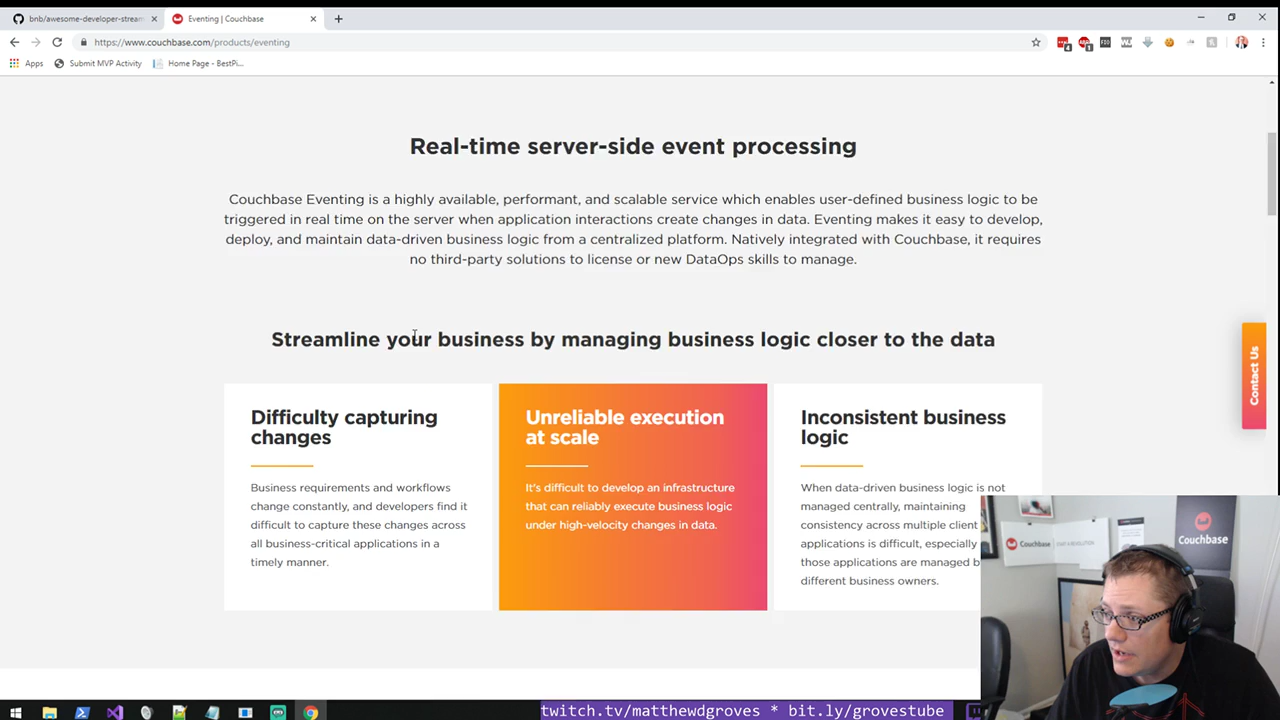 bnb/awesome-developer-stream
Eventing | Couchbase
https://www.couchbase.com/products/eventing
Apps
Submit MVP Activity
Home Page - BestPi...
Real-time server-side event processing
Couchbase Eventing is a highly available, performant, and scalable service which enables user-defined business logic to be
triggered in real time on the server when application interactions create changes in data. Eventing makes it easy to develop,
deploy, and maintain data-driven business logic from a centralized platform. Natively integrated with Couchbase, it requires
no third-party solutions to license or new DataOps skills to manage.
Streamline your business by managing business logic closer to the data
Contact Us
Difficulty capturing
changes
Business requirements and workflows
change constantly, and developers find it
difficult to capture these changes across
all business-critical applications in a
timely manner.
Unreliable execution
at scale
It's difficult to develop an infrastructure
that can reliably execute business logic
under high-velocity changes in data.
Inconsistent business
logic
When data-driven business logic is not
managed centrally, maintaining
consistency across multiple client
applications is difficult, especially
those applications are managed b
different business owners.
Couchbase
Couchbase
twitch.tv/matthewdgroves * bit.ly/grovestube